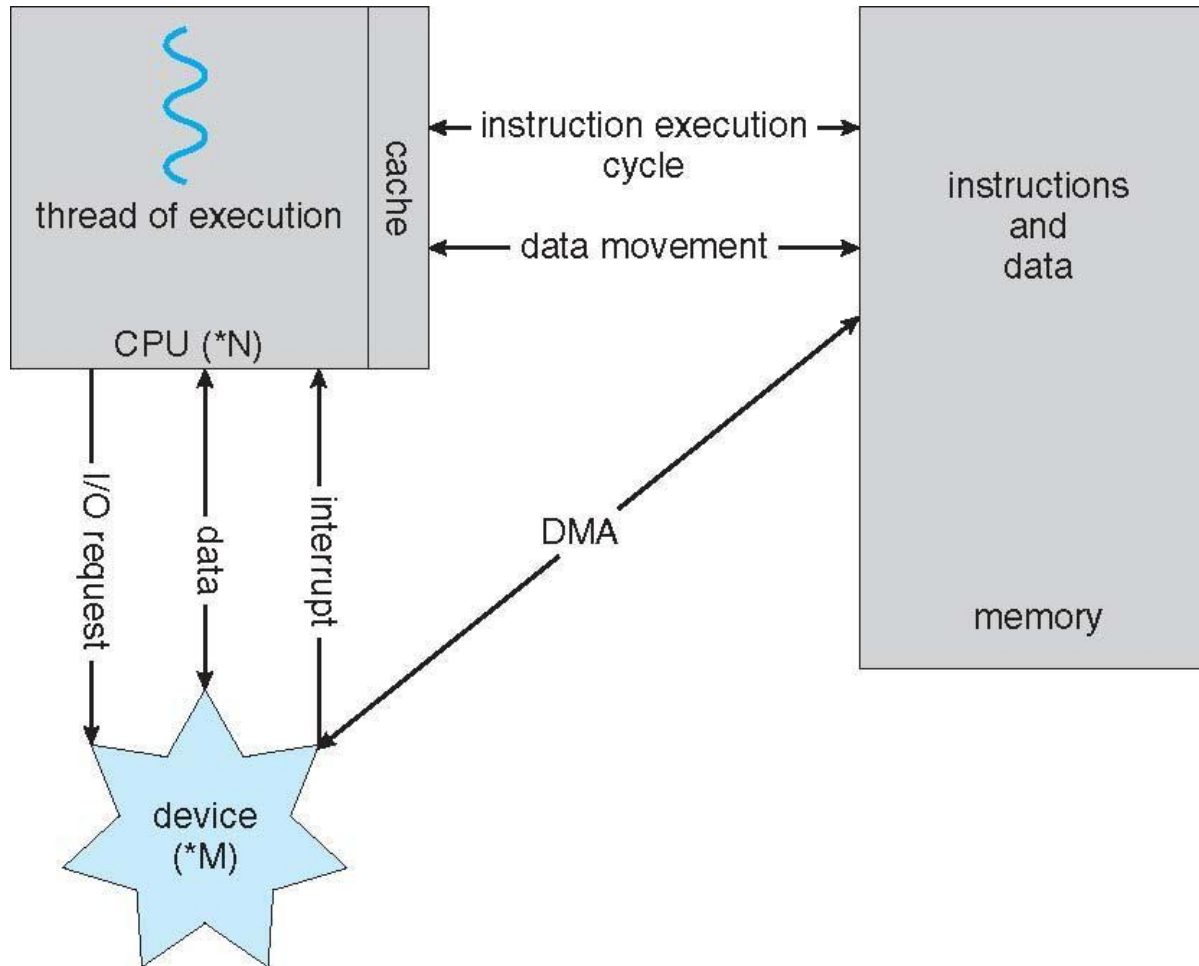 thread of execution
CPU (*N)
cache
instruction execution
cycle
data movement
instructions
and
data
memory
I/O request
data
interrupt
DMA
device
(*M)